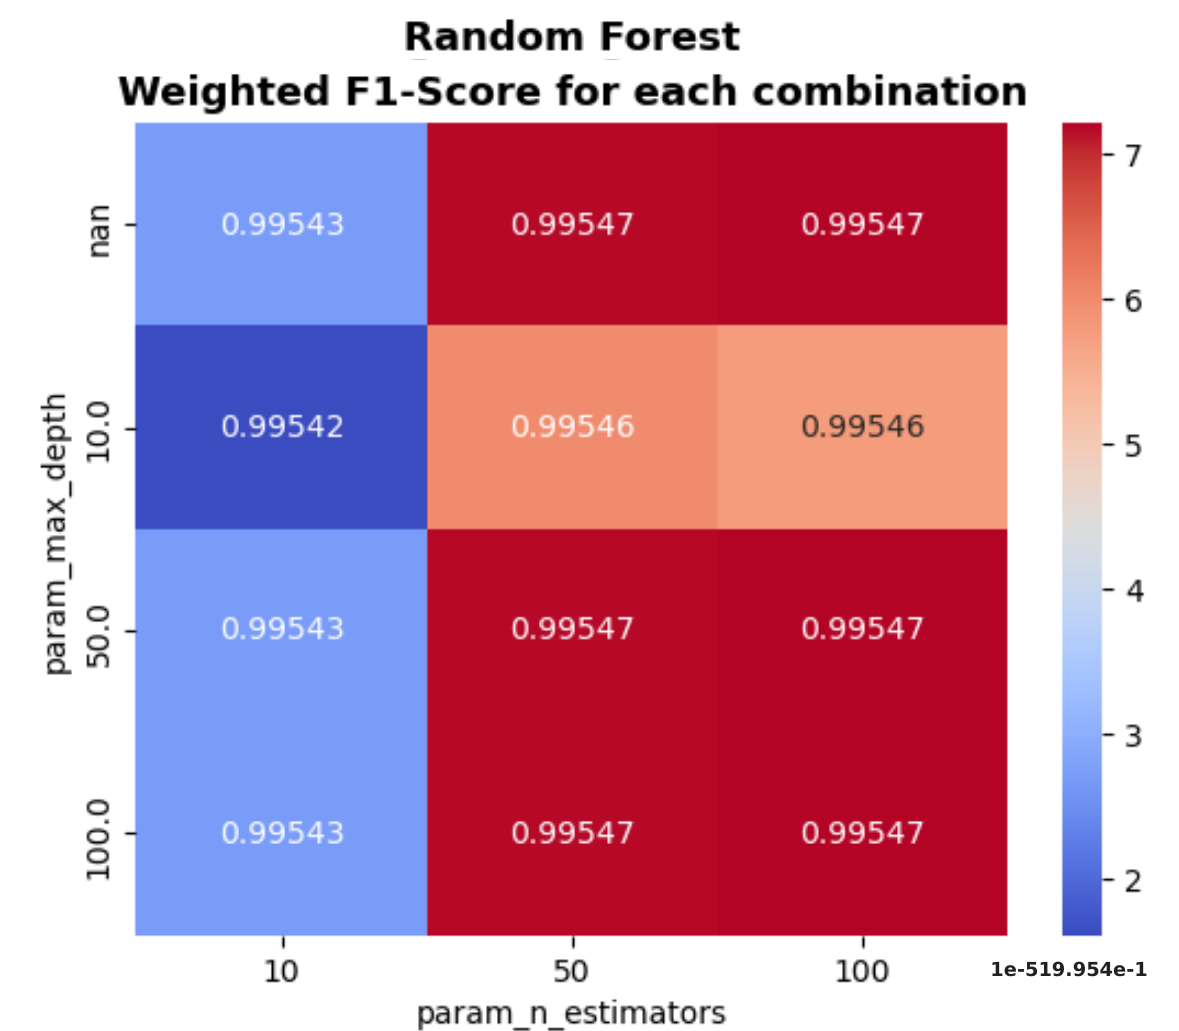 Random Forest
Weighted F1-Score for each combination
param_max_depth
nan
0.99543 0.99547 0.99547
10.0
0.99542 0.99546 0.99546
50.0
0.99543 0.99547 0.99547
100.0
0.99543 0.99547 0.99547
10 50 100
param_n_estimators
7
6
5
4
3
2
1e-519.954e-1